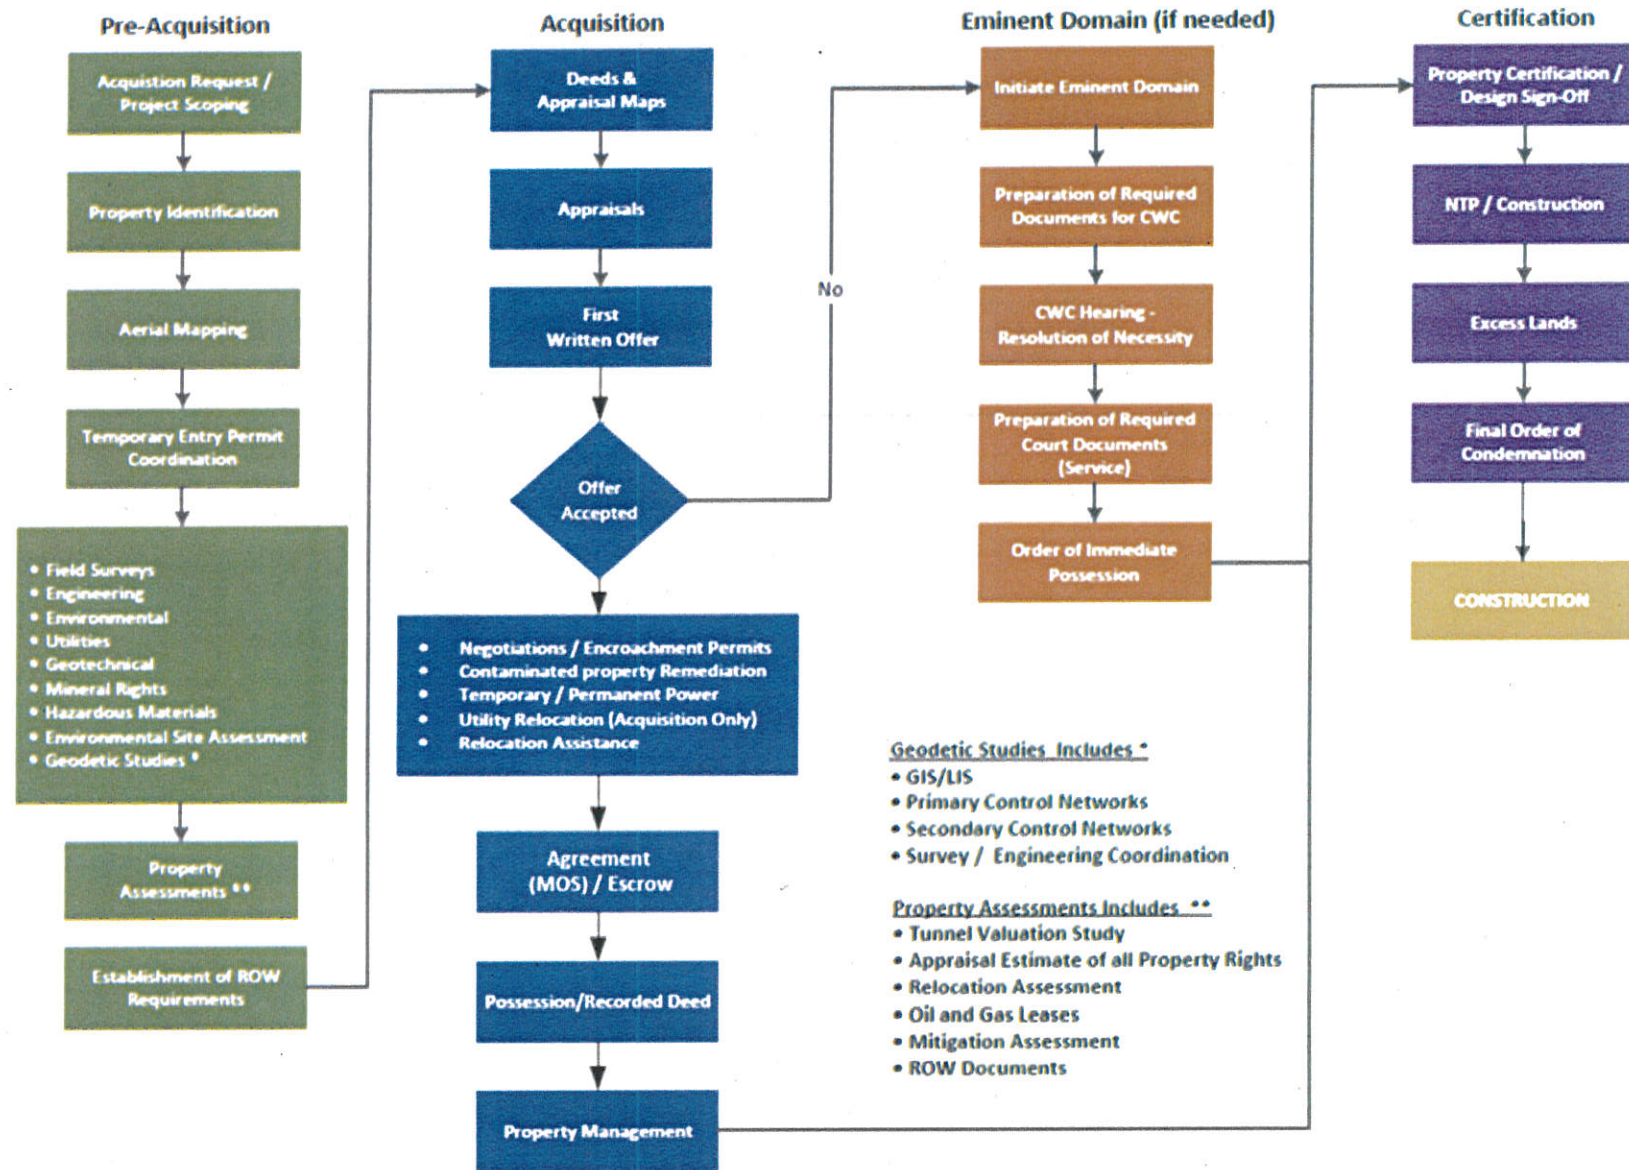 Pre-Acquisition
Acquistion Request /
Project Scoping
Property Identification
Aerial Mapping
Temporary Entry Permit
Coordination
• Field Surveys
• Engineering
• Environmental
• Utilities
• Geotechnical
• Mineral Rights
• Hazardous Materials
• Environmental Site Assessment
• Geodetic Studies *
Property
Assessments **
Establishment of ROW
Requirements
Acquisition
Deeds &
Appraisal Maps
Appraisals
First
Written Offer
Offer
Accepted
No
• Negotiations / Encroachment Permits
• Contaminated property Remediation
• Temporary / Permanent Power
• Utility Relocation (Acquisition Only)
• Relocation Assistance
Agreement
(MOS) / Escrow
Possession/Recorded Deed
Property Management
Eminent Domain (if needed)
Initiate Eminent Domain
Preparation of Required
Documents for CWC
CWC Hearing -
Resolution of Necessity
Preparation of Required
Court Documents
(Service)
Order of Immediate
Possession
Geodetic Studies Includes *
• GIS/LIS
• Primary Control Networks
• Secondary Control Networks
• Survey / Engineering Coordination
Property Assessments Includes **
• Tunnel Valuation Study
• Appraisal Estimate of all Property Rights
• Relocation Assessment
• Oil and Gas Leases
• Mitigation Assessment
• ROW Documents
Certification
Property Certification /
Design Sign-Off
NTP / Construction
Excess Lands
Final Order of
Condemnation
CONSTRUCTION